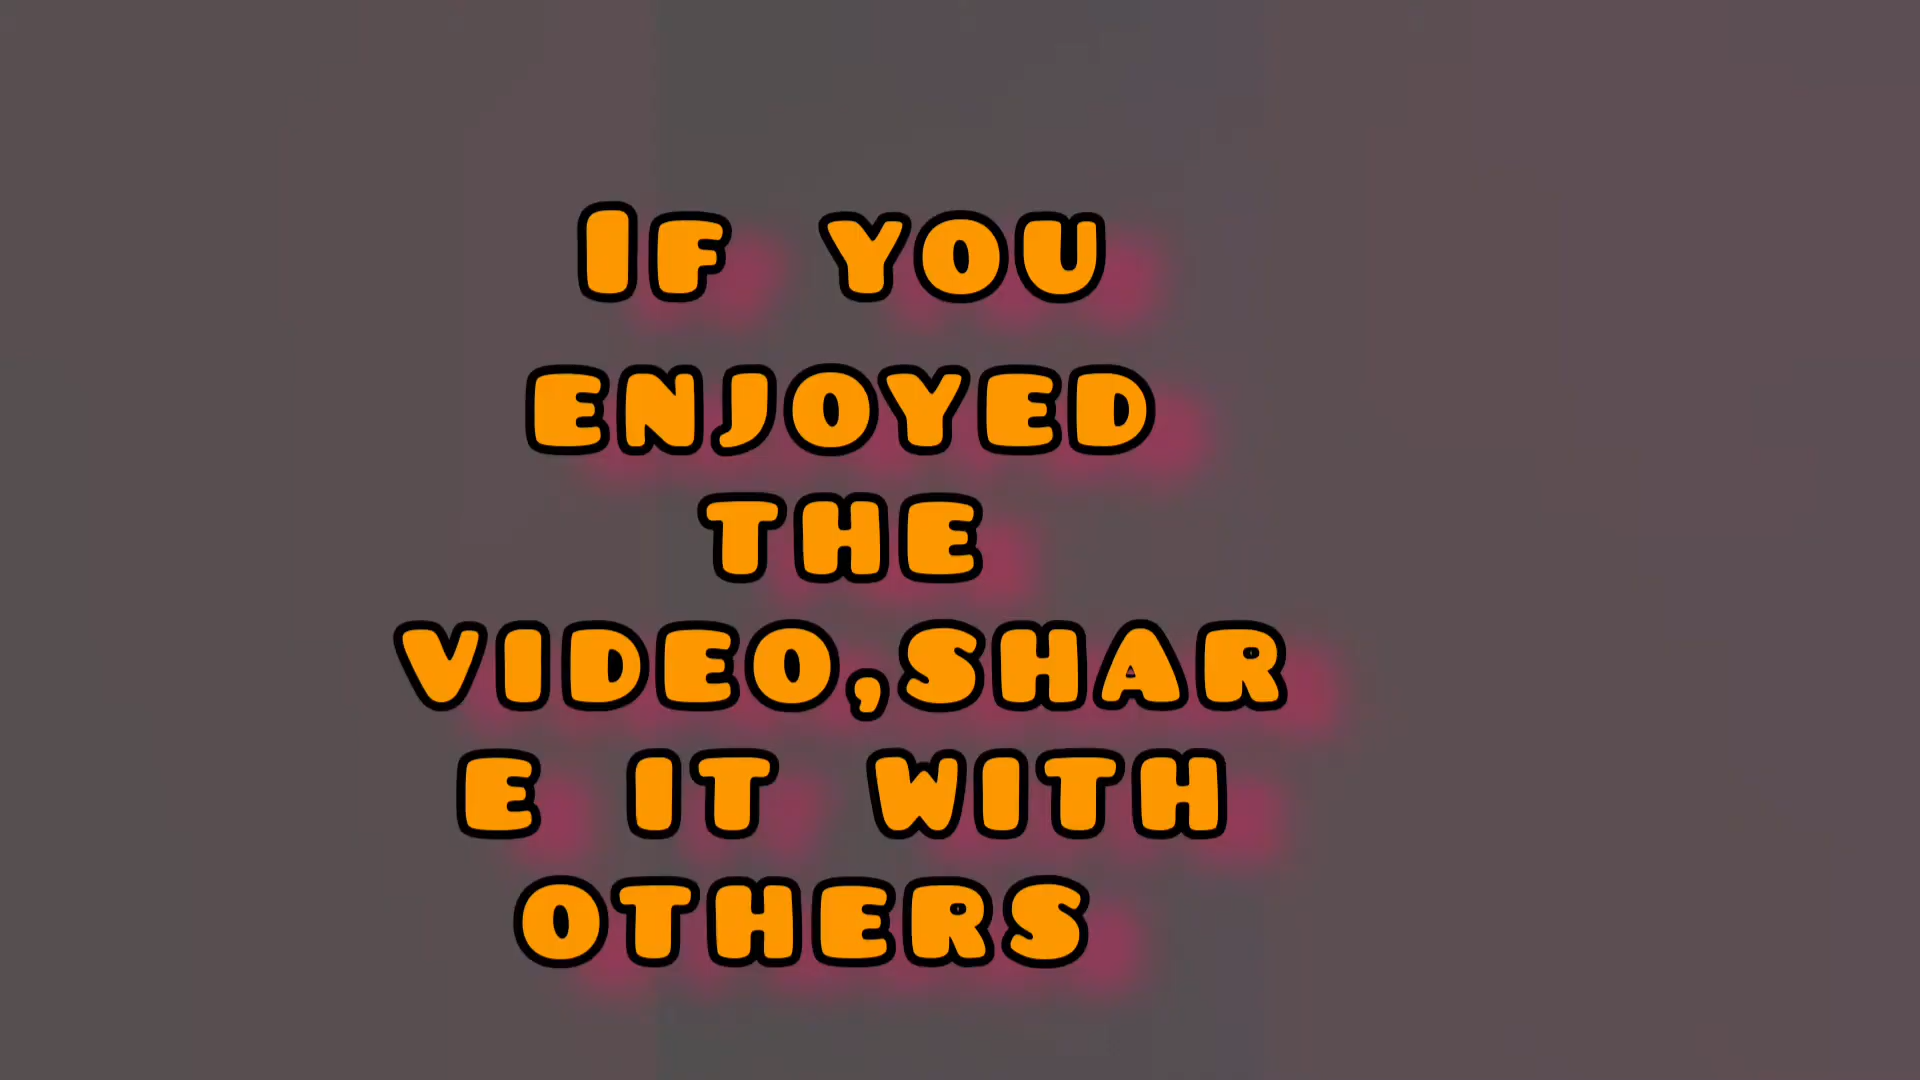 If you
enjoyed
the
video,shar
e it with
others